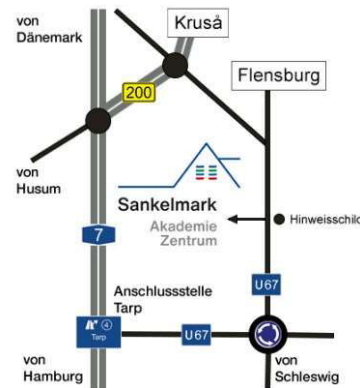 von
Dänemark
Kruså
Flensburg
200
von
Husum
Sankelmark
Akademie
Zentrum
Hinweisschild
7
U67
Anschlussstelle
Tarp
4
Tarp
U67
von
Hamburg
von
Schleswig